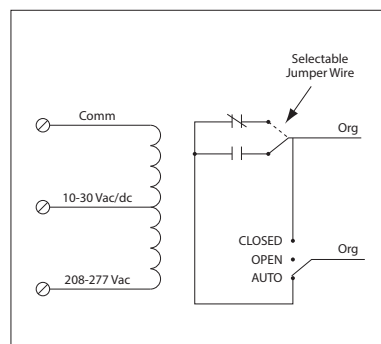 Selectable
Jumper Wire
Comm
Org
10-30 Vac/dc
CLOSED
OPEN
Org
AUTO
208-277 Vac